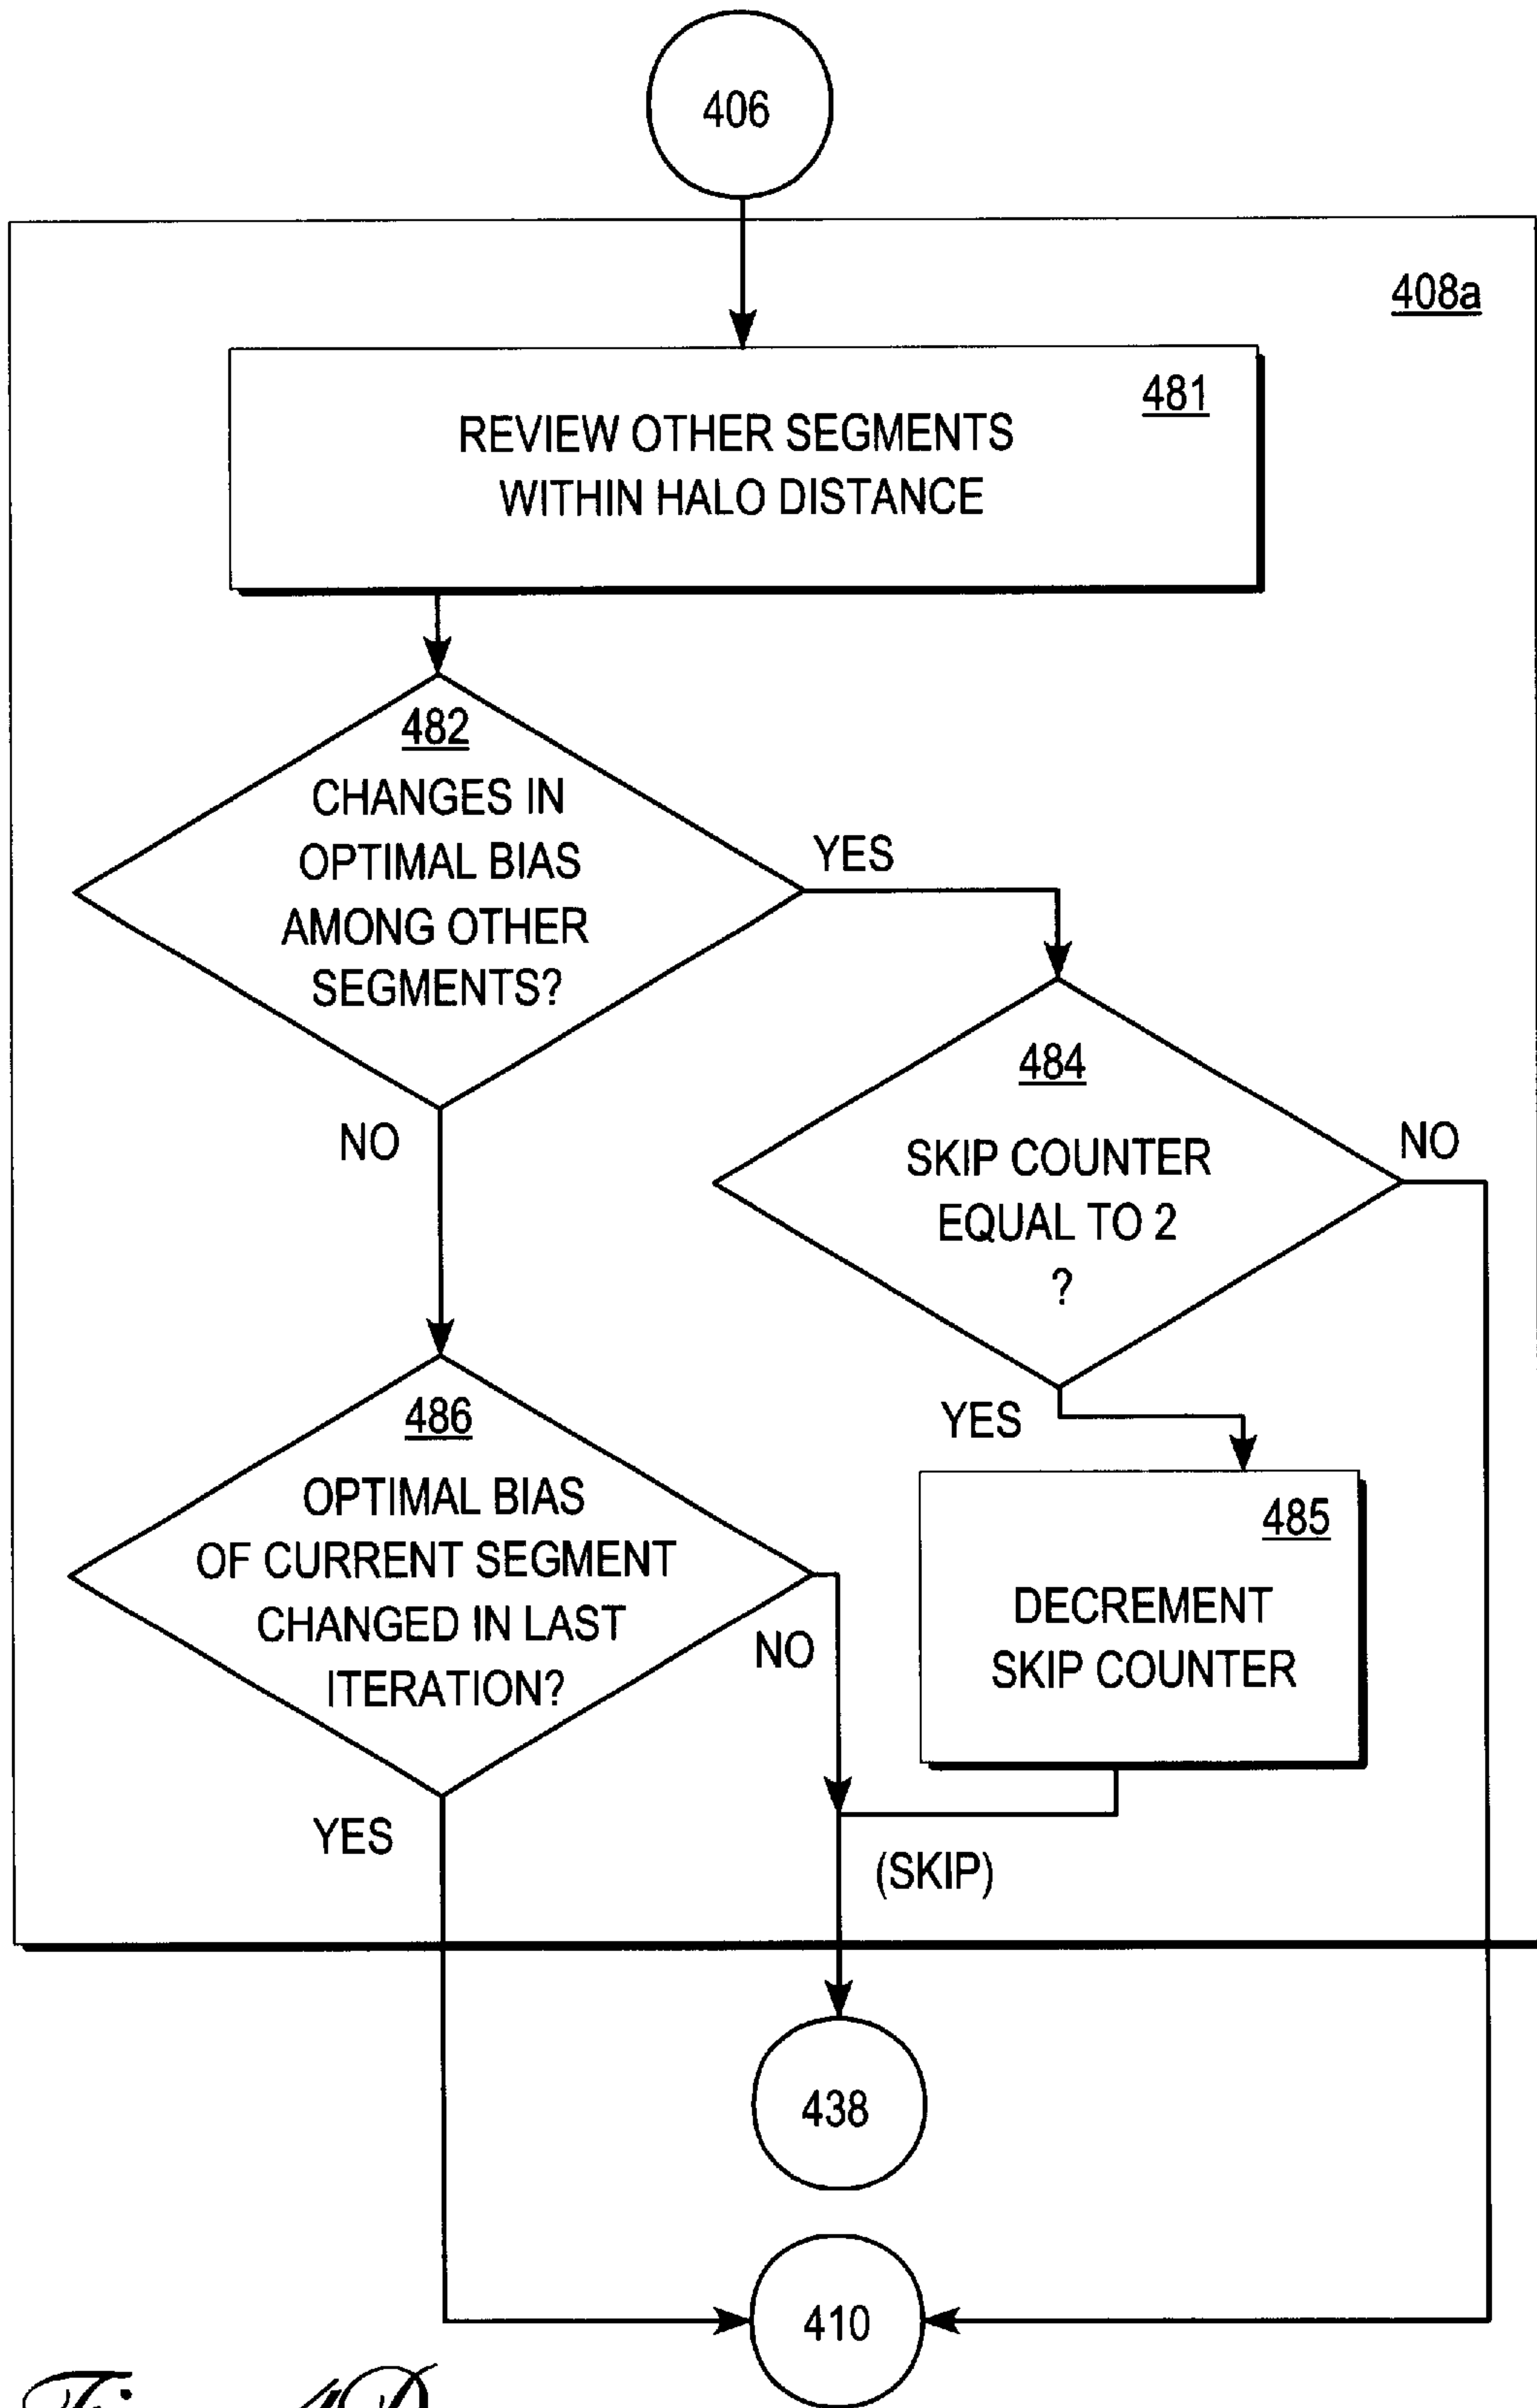 406
408a
481
REVIEW OTHER SEGMENTS
WITHIN HALO DISTANCE
482
CHANGES IN
OPTIMAL BIAS
AMONG OTHER
SEGMENTS?
YES
NO
484
SKIP COUNTER
EQUAL TO 2
?
NO
YES
486
OPTIMAL BIAS
OF CURRENT SEGMENT
CHANGED IN LAST
ITERATION?
NO
YES
485
DECREMENT
SKIP COUNTER
(SKIP)
438
410
Fig. 4D